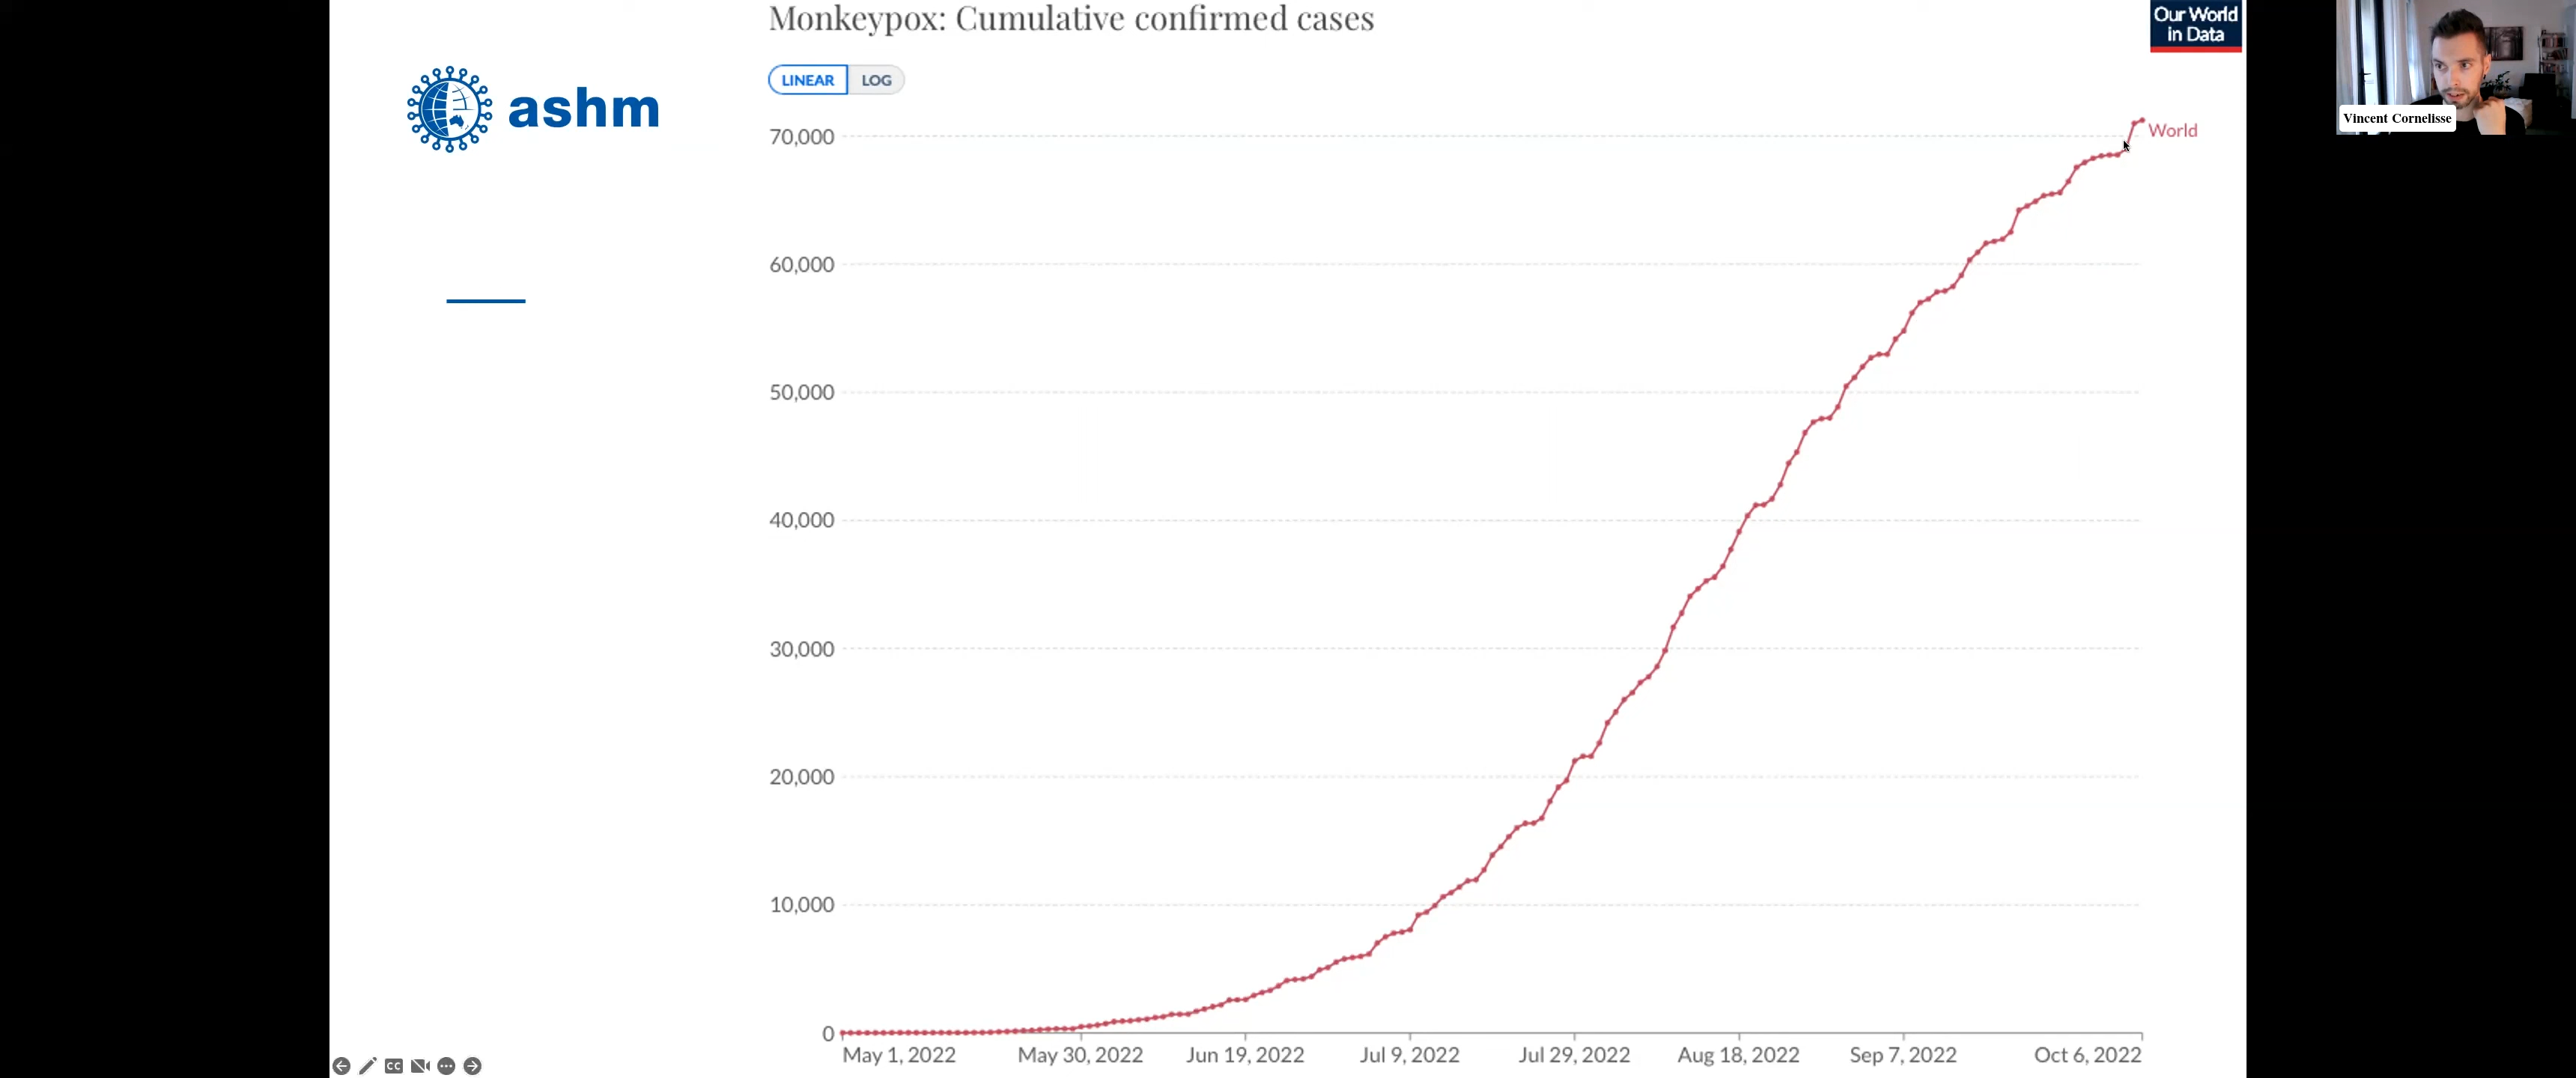 Monkeypox: Cumulative confirmed cases
Our World
in Data
LINEAR LOG
ashm
Vincent Cornelisse
World
70,000
60,000
50,000
40,000
30,000
20,000
10,000
0
May 1, 2022 May 30, 2022 Jun 19, 2022 Jul 9, 2022 Jul 29, 2022 Aug 18, 2022 Sep 7, 2022 Oct 6, 2022
CC